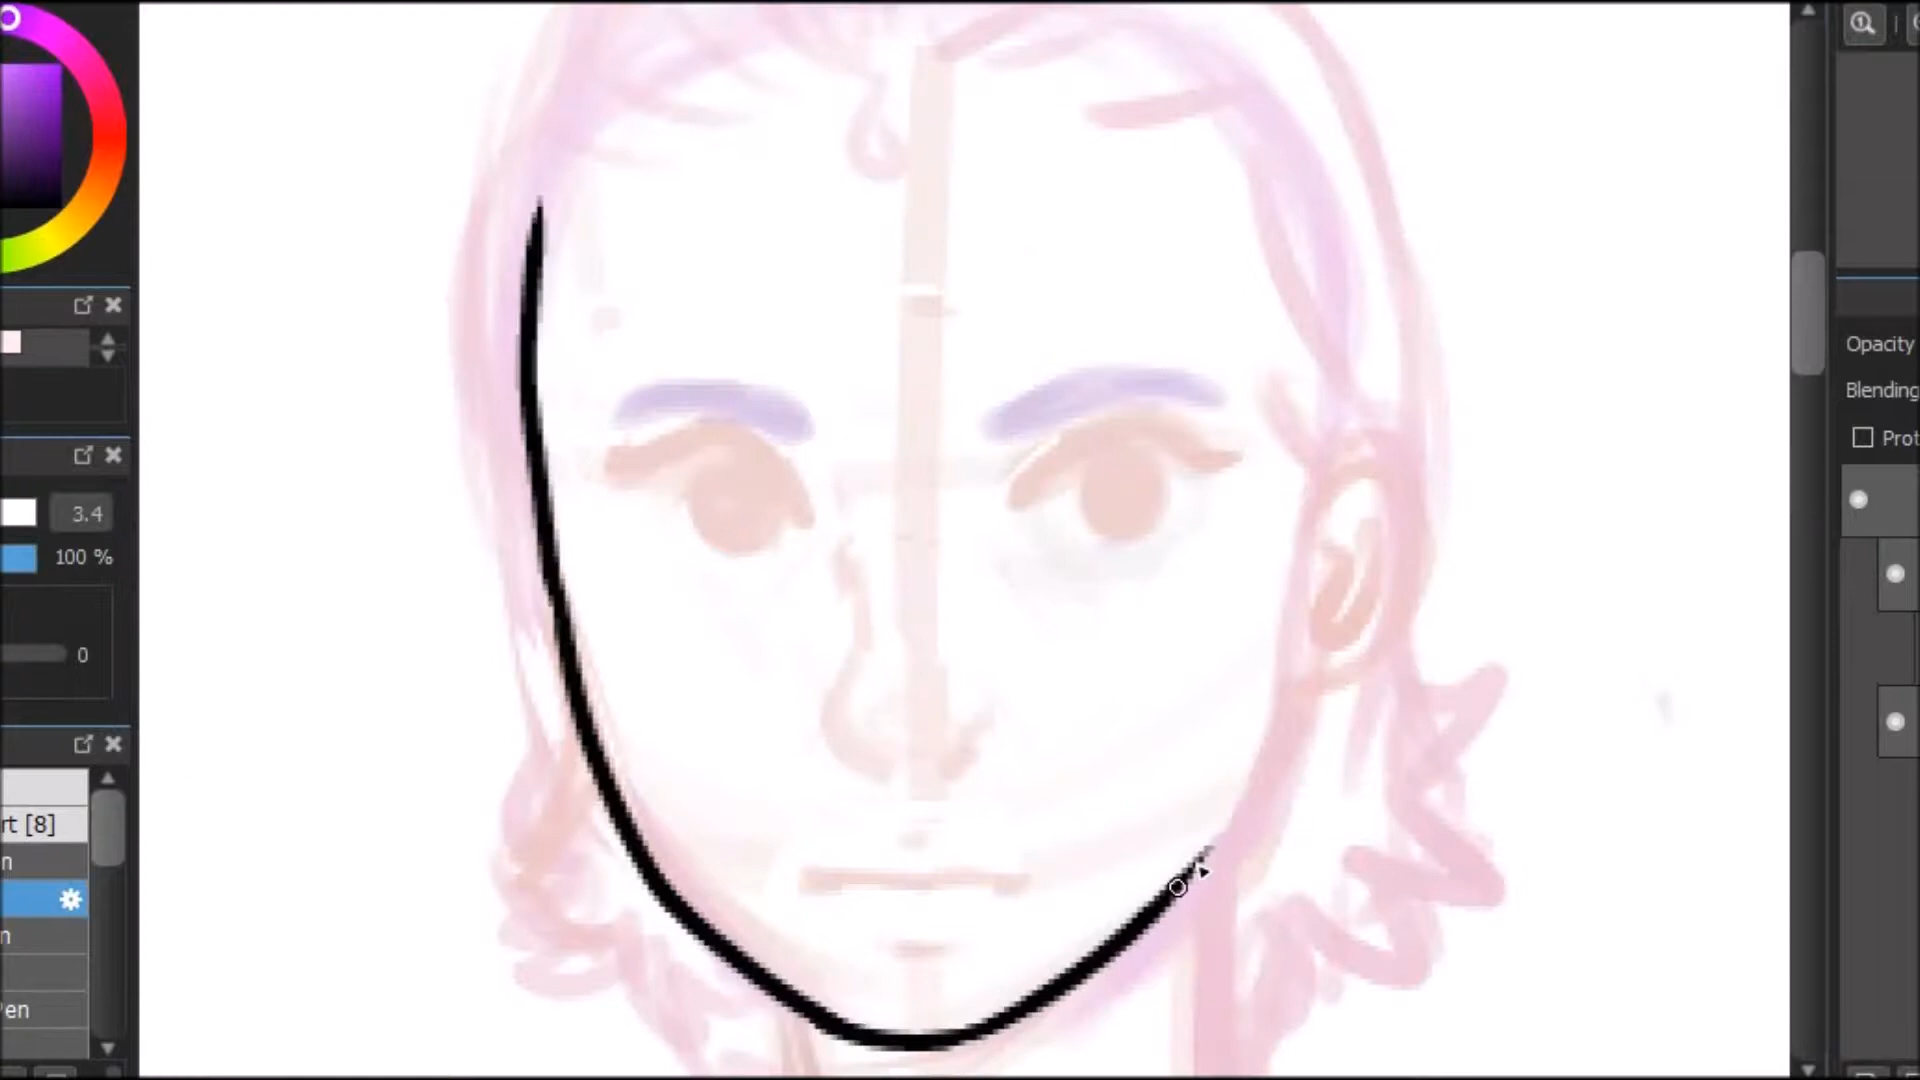 3.4
100 %
0
rt [8]
n
n
en
Opacity
Blending
Prot